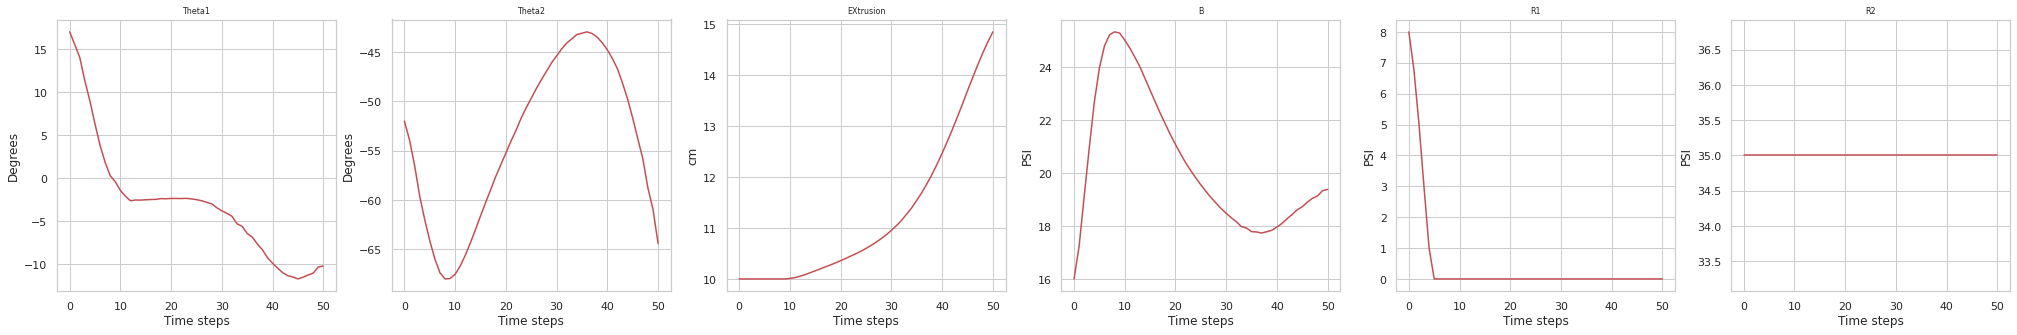 Theta1
Degrees
15
10
5
0
−5
−10
0 10 20 30 40 50
Time steps
Theta2
Degrees
−45
−50
−55
−60
−65
0 10 20 30 40 50
Time steps
EXtrusion
cm
15
14
13
12
11
10
0 10 20 30 40 50
Time steps
B
PSI
24
22
20
18
16
0 10 20 30 40 50
Time steps
R1
PSI
8
7
6
5
4
3
2
1
0
0 10 20 30 40 50
Time steps
R2
PSI
36.5
36.0
35.5
35.0
34.5
34.0
33.5
0 10 20 30 40 50
Time steps